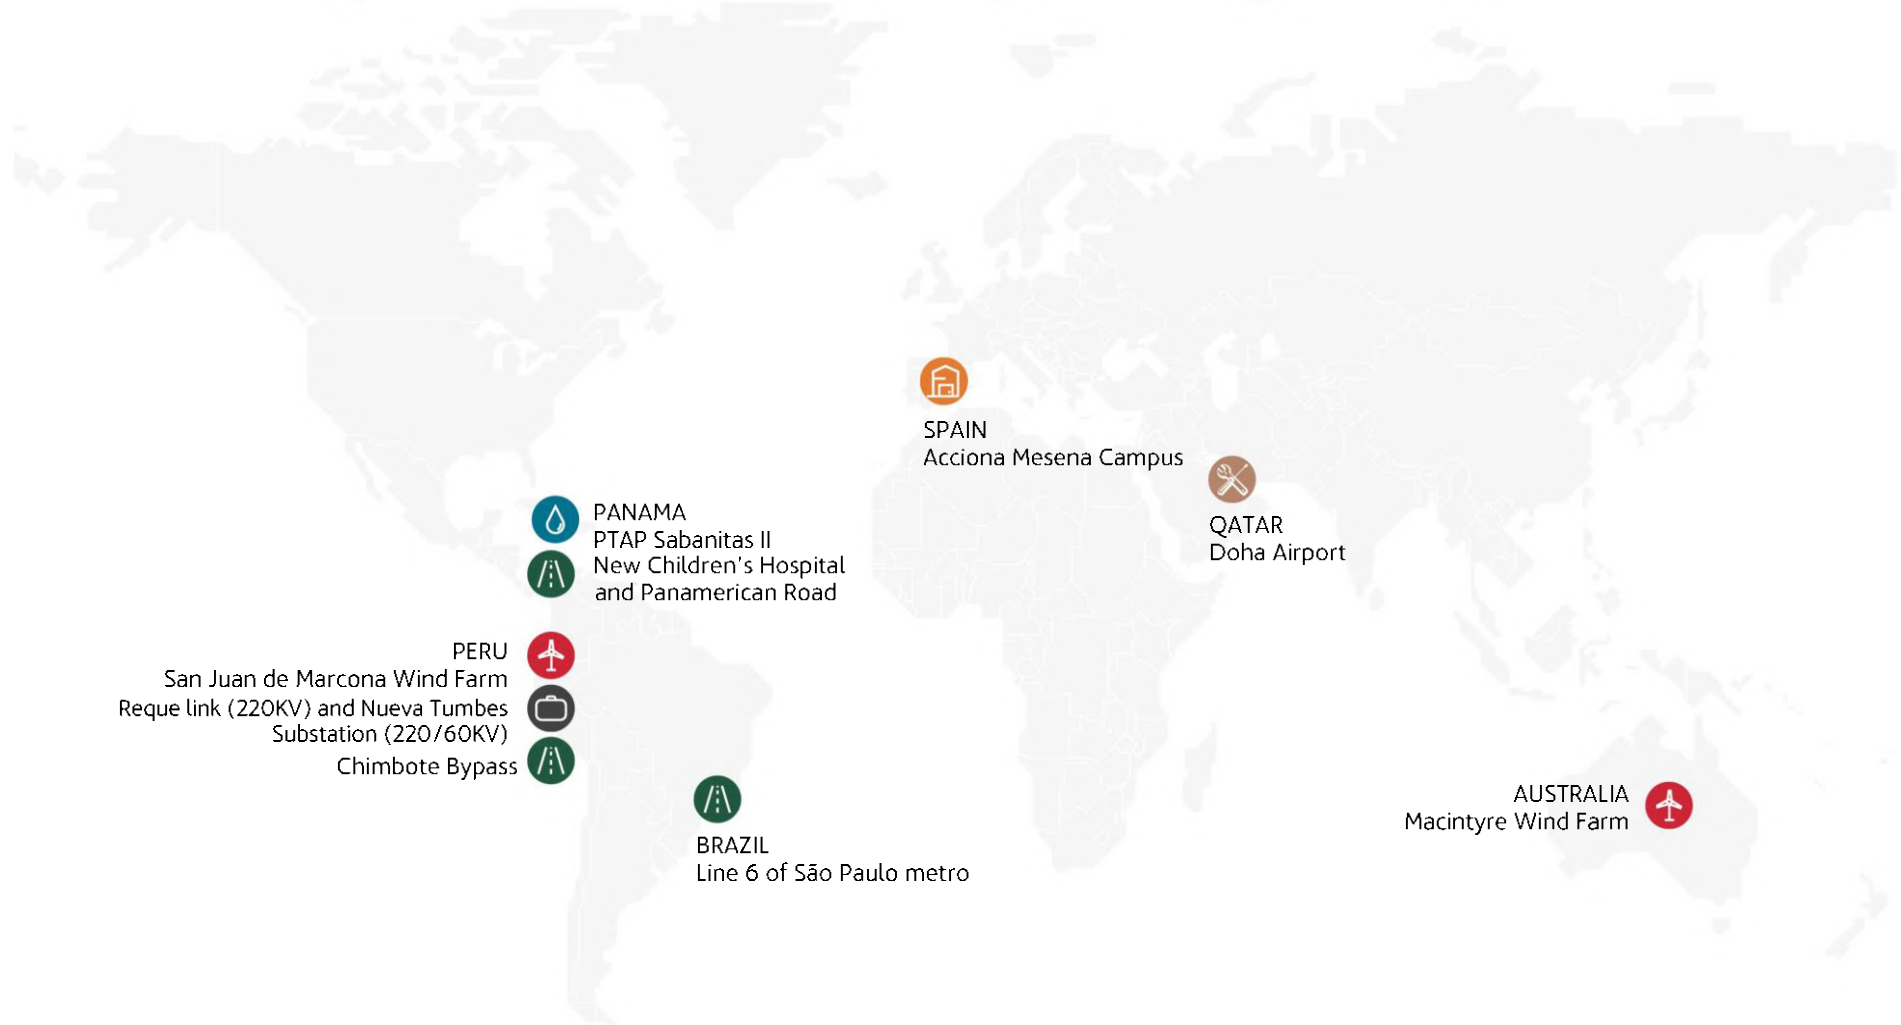 SPAIN
Acciona Mesena Campus
PANAMA
PTAP Sabanitas II
New Children's Hospital
and Panamerican Road
QATAR
Doha Airport
PERU
San Juan de Marcona Wind Farm
Reque link (220KV) and Nueva Tumbes
Substation (220/60KV)
Chimbote Bypass
BRAZIL
Line 6 of São Paulo metro
AUSTRALIA
Macintyre Wind Farm